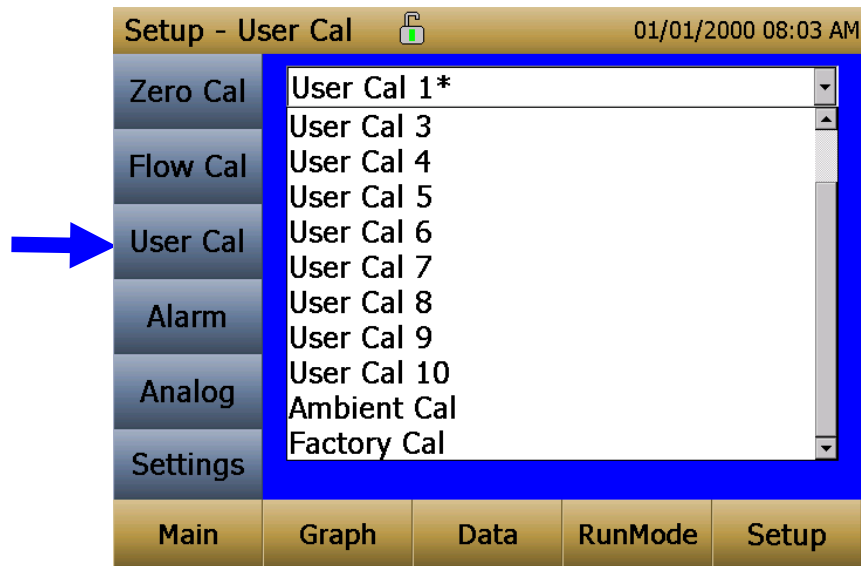 Setup - User Cal 01/01/2000 08:03 AM
Zero Cal
Flow Cal
User Cal
Alarm
Analog
Settings
User Cal 1*
User Cal 3
User Cal 4
User Cal 5
User Cal 6
User Cal 7
User Cal 8
User Cal 9
User Cal 10
Ambient Cal
Factory Cal
Main Graph Data RunMode Setup